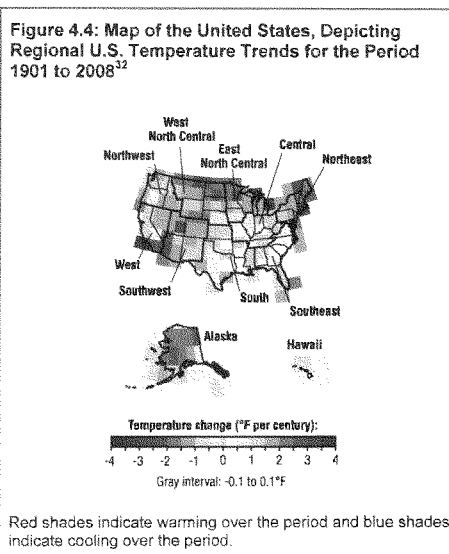 Figure 4.4: Map of the United States, Depicting
Regional U.S. Temperature Trends for the Period
1901 to 2008³²
West
North Central
Northwest
East
North Central
Central
Northeast
West
Southwest
South
Southeast
Alaska
Hawaii
Temperature change (°F per century):
-4 -3 -2 -1 0 1 2 3 4
Gray interval: -0.1 to 0.1°F
Red shades indicate warming over the period and blue shades
indicate cooling over the period.